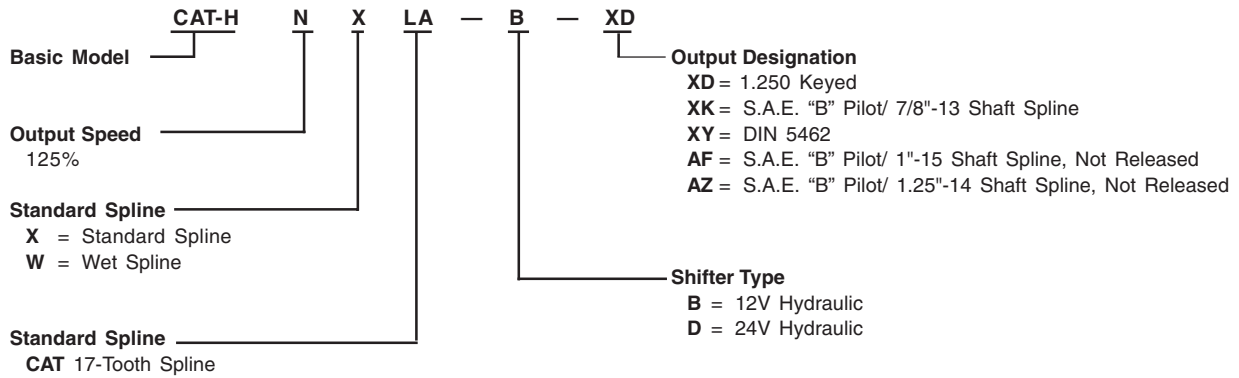 CAT-H N X LA — B — XD
Basic Model
Output Speed
125%
Standard Spline
X = Standard Spline
W = Wet Spline
Standard Spline
CAT 17-Tooth Spline
Output Designation
XD = 1.250 Keyed
XK = S.A.E. “B” Pilot/ 7/8"-13 Shaft Spline
XY = DIN 5462
AF = S.A.E. “B” Pilot/ 1"-15 Shaft Spline, Not Released
AZ = S.A.E. “B” Pilot/ 1.25"-14 Shaft Spline, Not Released
Shifter Type
B = 12V Hydraulic
D = 24V Hydraulic